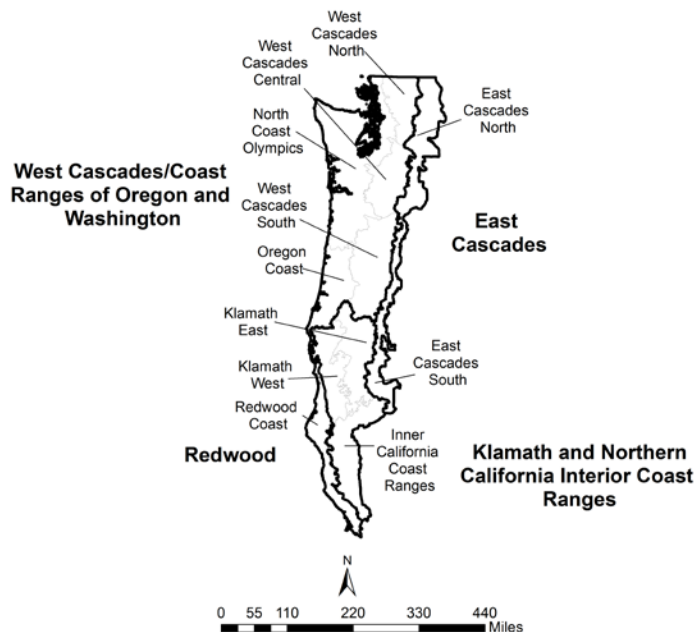 West
Cascades
North
West
Cascades
Central
East
Cascades
North
North
Coast
Olympics
West Cascades/Coast
Ranges of Oregon and
Washington
West
Cascades
South
East
Cascades
Oregon
Coast
Klamath
East
East
Cascades
South
Klamath
West
Redwood
Coast
Redwood
Inner
California
Coast
Ranges
Klamath and Northern
California Interior Coast
Ranges
N
0 55 110 220 330 440
Miles